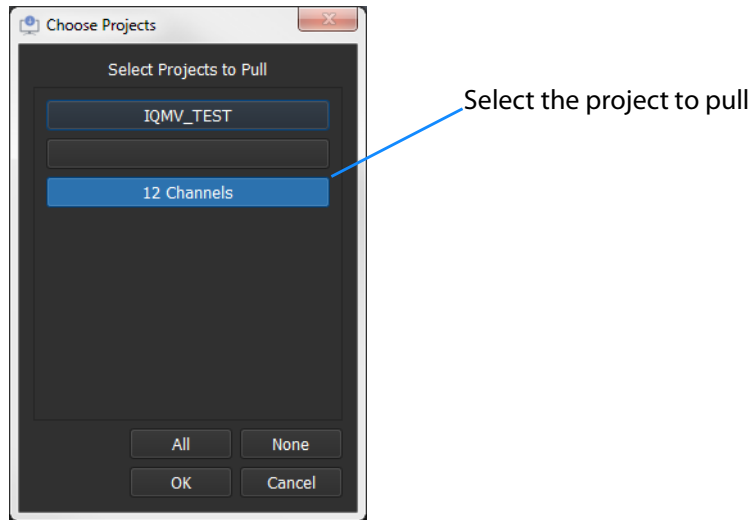 Choose Projects
Select Projects to Pull
IQMV_TEST
12 Channels
Select the project to pull
All
None
OK
Cancel